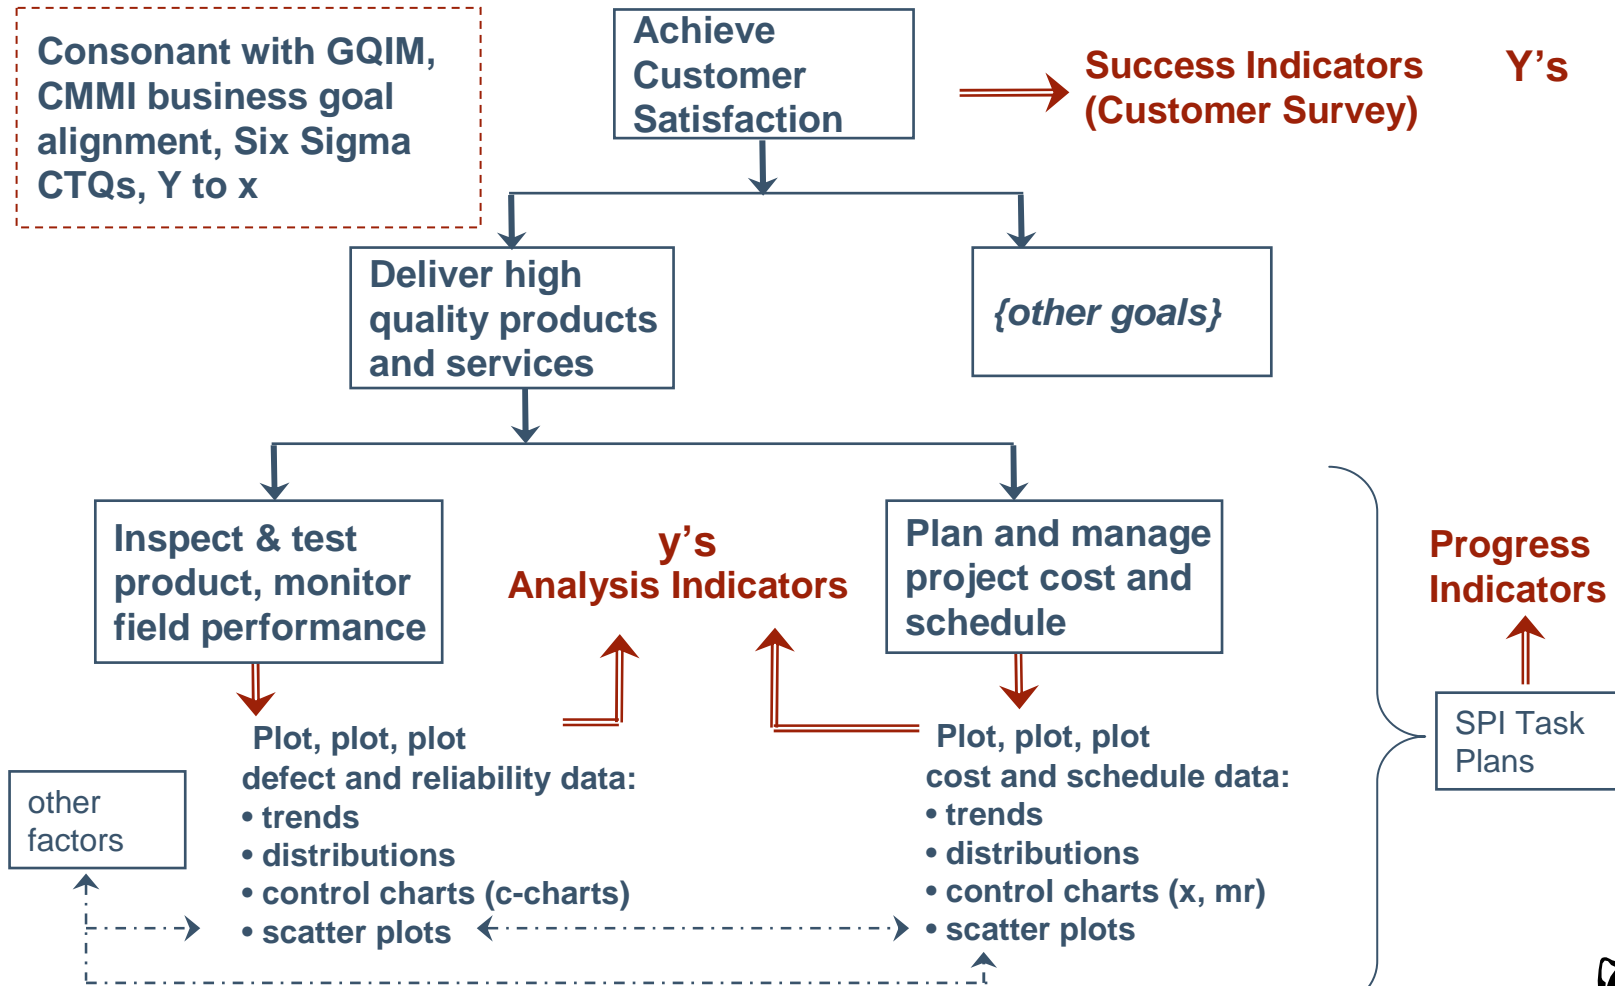 Consonant with GQIM,
CMMI business goal
alignment, Six Sigma
CTQs, Y to x
Achieve
Customer
Satisfaction
Success Indicators
(Customer Survey)
Y’s
Deliver high
quality products
and services
{other goals}
Inspect & test
product, monitor
field performance
y’s
Analysis Indicators
Plan and manage
project cost and
schedule
Progress
Indicators
SPI Task
Plans
Plot, plot, plot
defect and reliability data:
• trends
• distributions
• control charts (c-charts)
• scatter plots
Plot, plot, plot
cost and schedule data:
• trends
• distributions
• control charts (x, mr)
• scatter plots
other
factors